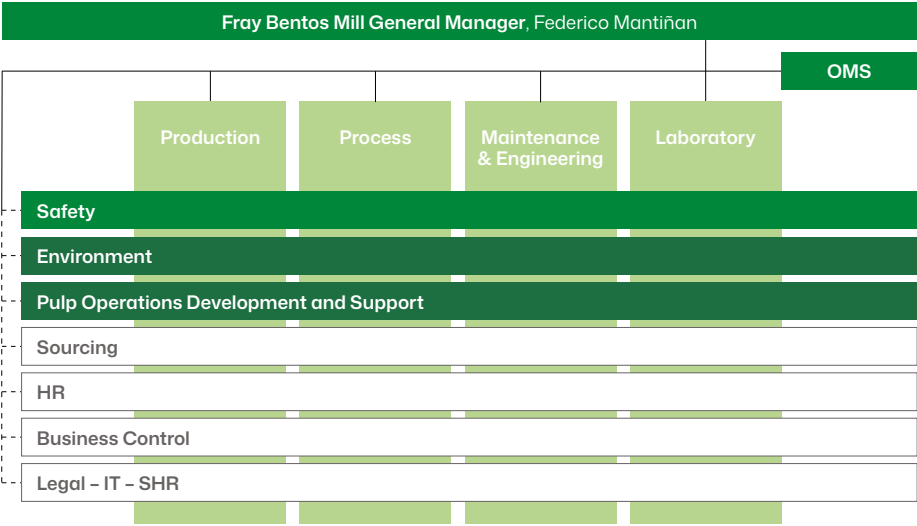 Fray Bentos Mill General Manager, Federico Mantiñan
OMS
Production
Process
Maintenance
& Engineering
Laboratory
Safety
Environment
Pulp Operations Development and Support
Sourcing
HR
Business Control
Legal – IT – SHR